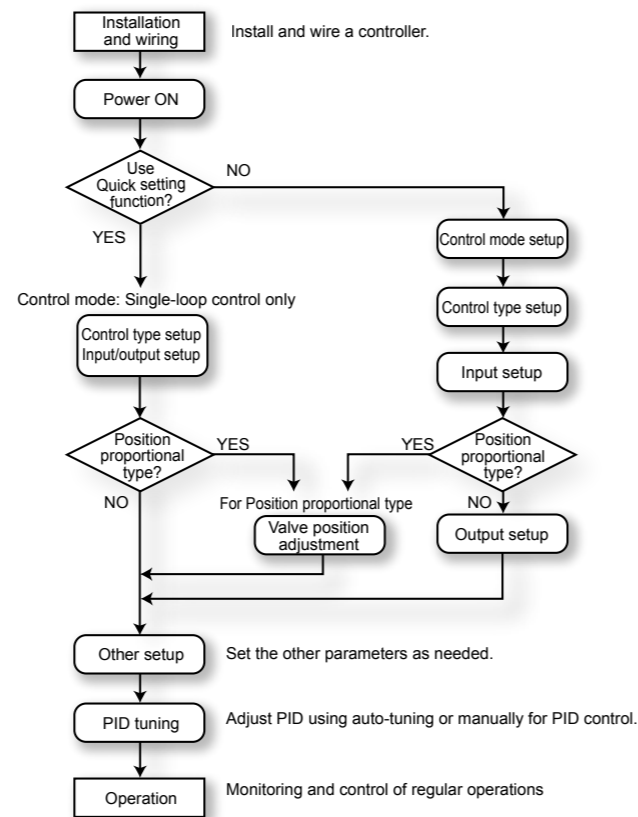 Installation
and wiring
Install and wire a controller.
Power ON
Use
Quick setting
function?
NO
YES
Control mode setup
Control mode: Single-loop control only
Control type setup
Control type setup
Input/output setup
Input setup
Position
proportional
type?
YES
YES
Position
proportional
type?
NO
For Position proportional type
NO
Valve position
adjustment
Output setup
Other setup
Set the other parameters as needed.
PID tuning
Adjust PID using auto-tuning or manually for PID control.
Operation
Monitoring and control of regular operations